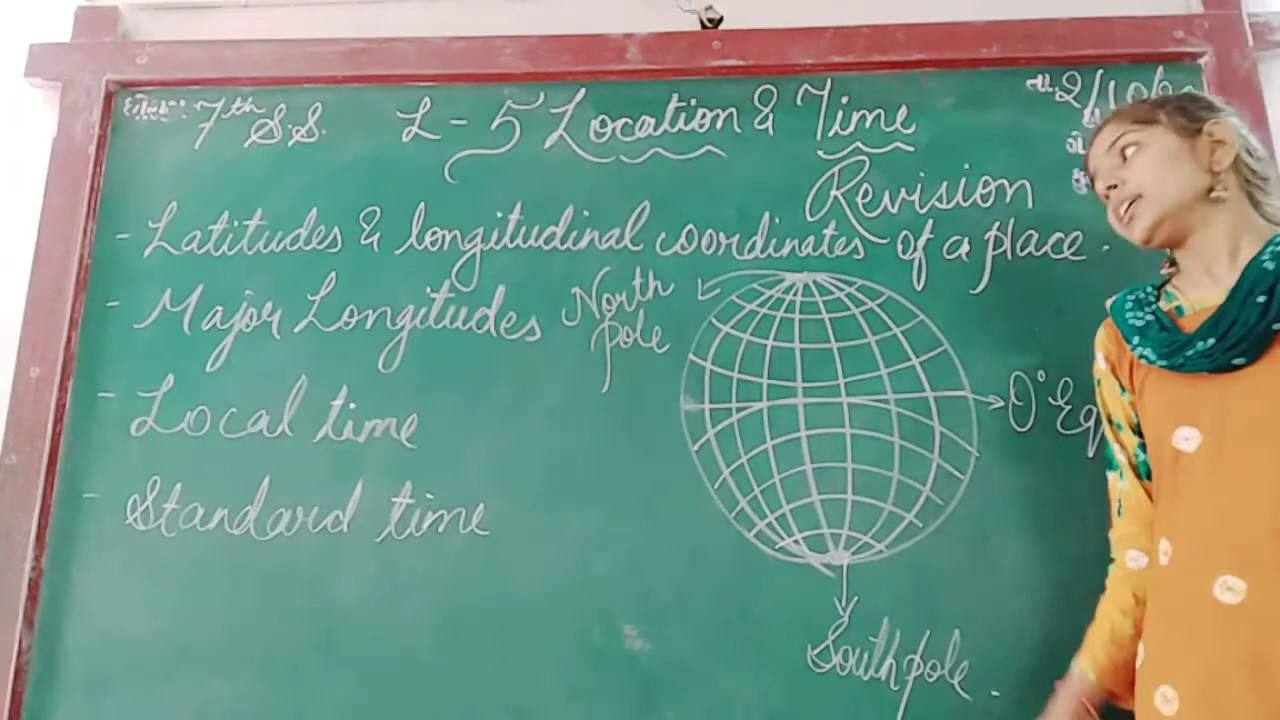 7th S.S. L-5 Location & Time
Revision
- Latitudes & longitudinal coordinates of a place.
- Major Longitudes
North
pole
0° Eq
- Local time
- Standard time
South pole.